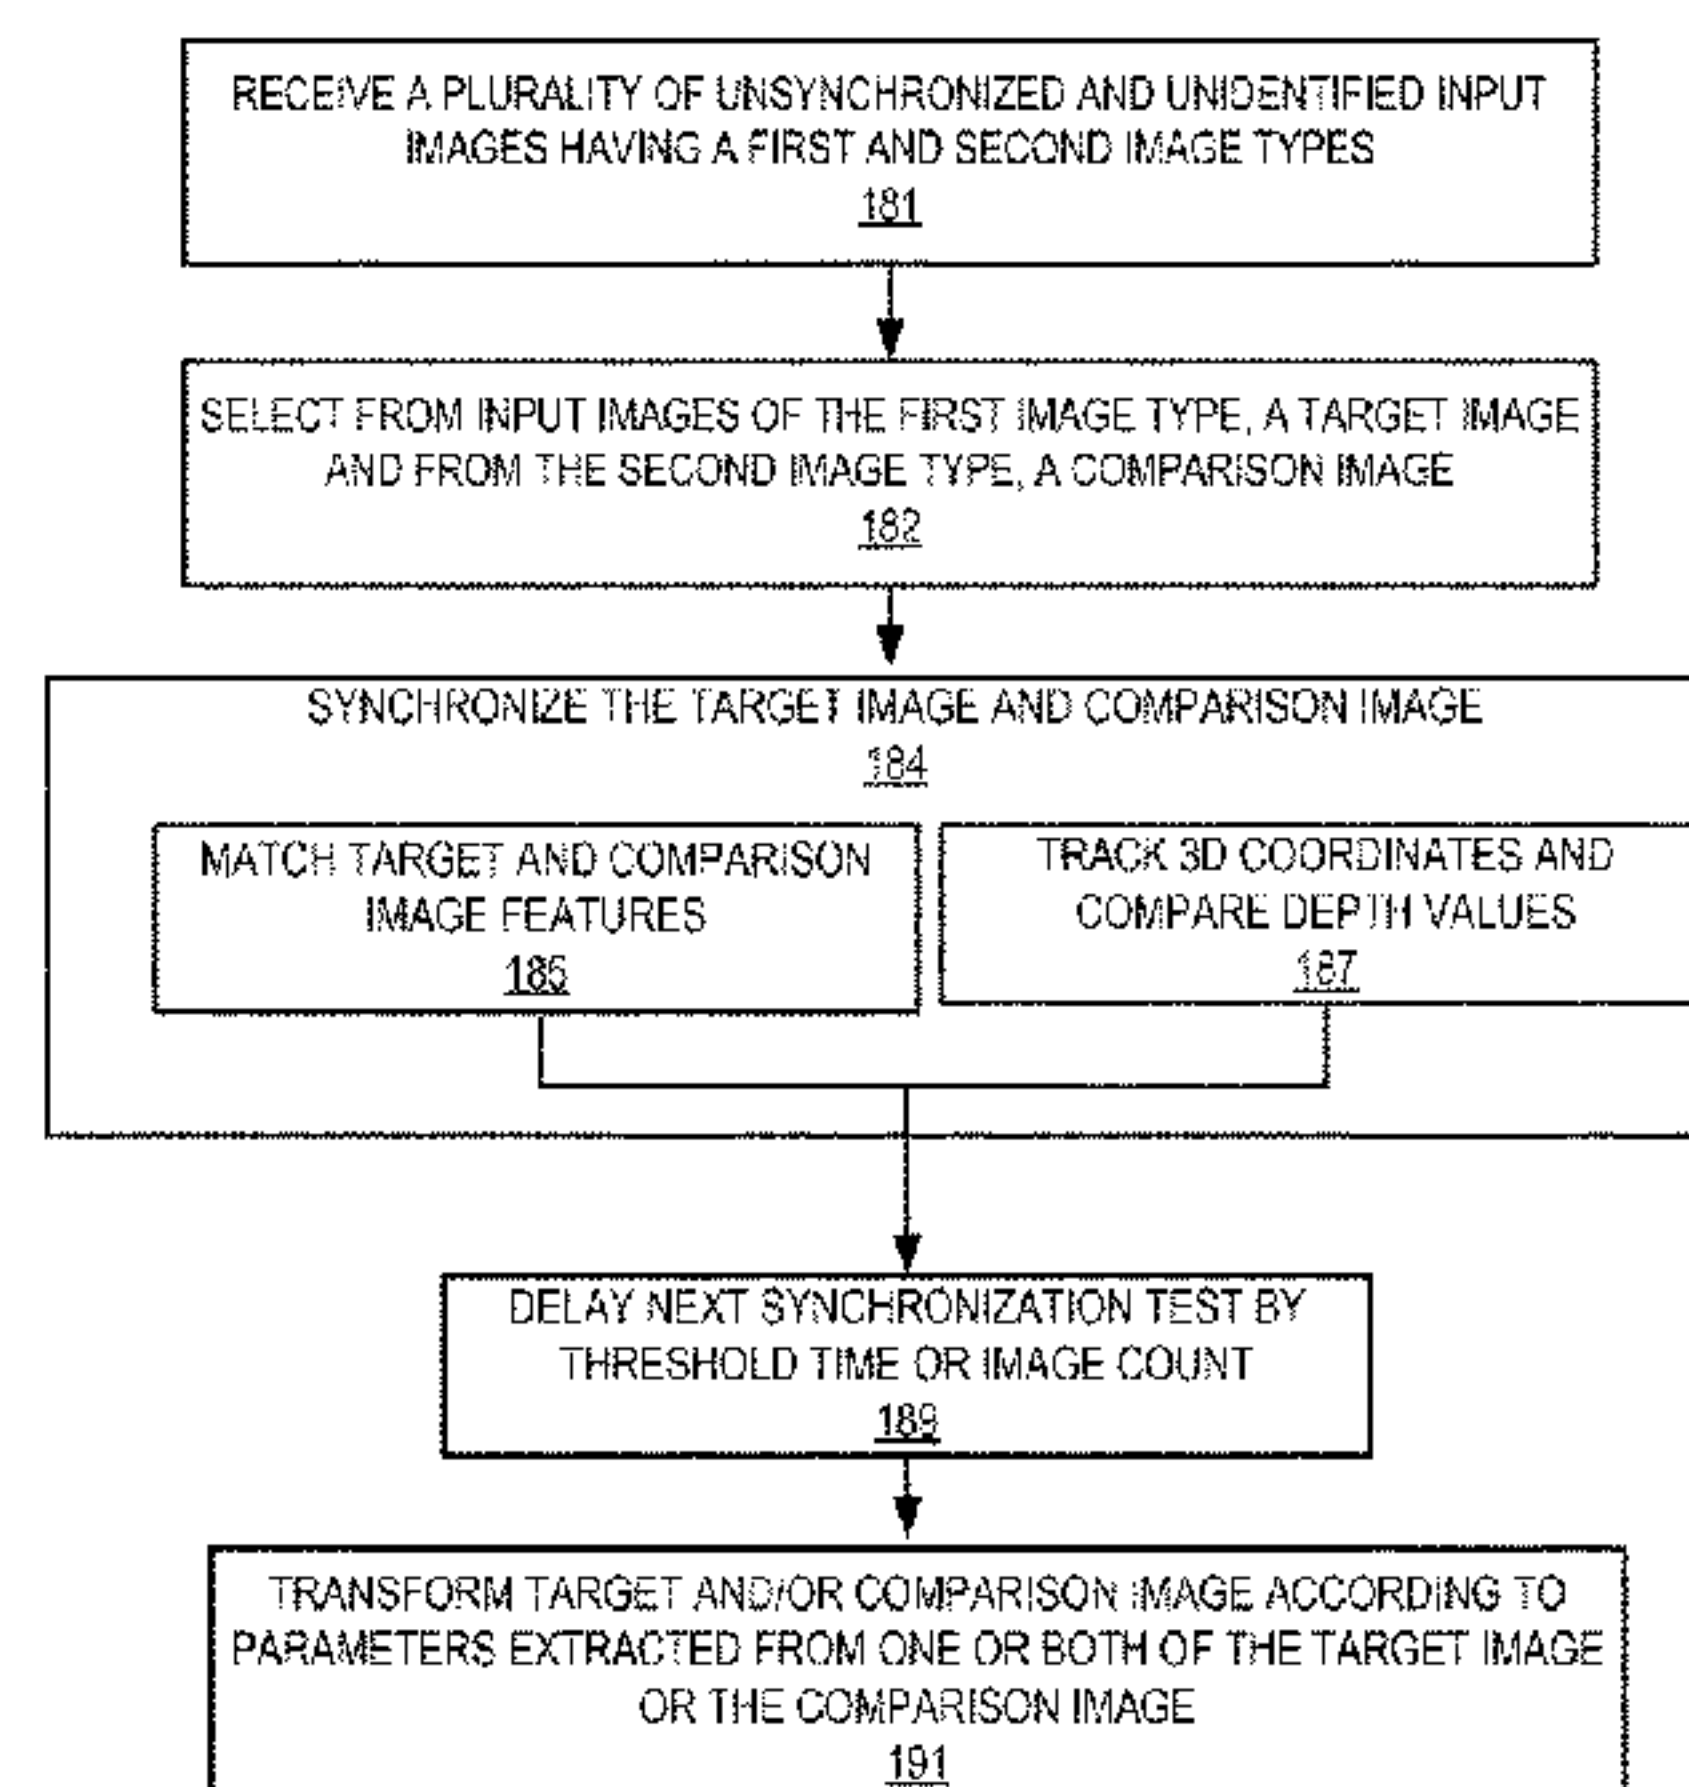 RECEIVE A PLURALITY OF UNSYNCHRONIZED AND UNIDENTIFIED INPUT
IMAGES HAVING A FIRST AND SECOND IMAGE TYPES
181
SELECT FROM INPUT IMAGES OF THE FIRST IMAGE TYPE, A TARGET IMAGE
AND FROM THE SECOND IMAGE TYPE, A COMPARISON IMAGE
182
SYNCHRONIZE THE TARGET IMAGE AND COMPARISON IMAGE
184
MATCH TARGET AND COMPARISON
IMAGE FEATURES
185
TRACK 3D COORDINATES AND
COMPARE DEPTH VALUES
187
DELAY NEXT SYNCHRONIZATION TEST BY
THRESHOLD TIME OR IMAGE COUNT
189
TRANSFORM TARGET AND/OR COMPARISON IMAGE ACCORDING TO
PARAMETERS EXTRACTED FROM ONE OR BOTH OF THE TARGET IMAGE
OR THE COMPARISON IMAGE
191